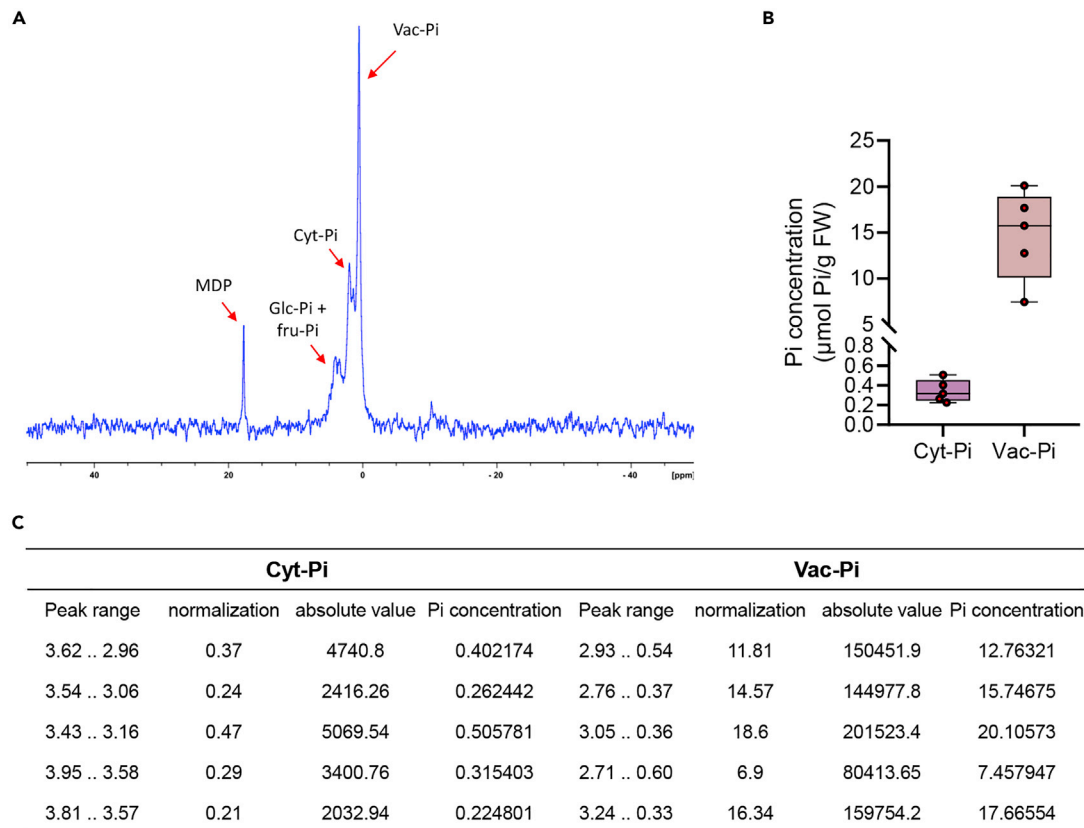 A
Vac-Pi
Cyt-Pi
MDP
Glc-Pi +
fru-Pi
40 20 0 - 20 - 40 [ppm]
B
Pi concentration
(µmol Pi/g FW)
25
20
15
10
5
0.8
0.6
0.4
0.2
0.0
Cyt-Pi Vac-Pi
C
Cyt-Pi Vac-Pi
Peak range normalization absolute value Pi concentration Peak range normalization absolute value Pi concentration
3.62 .. 2.96 0.37 4740.8 0.402174 2.93 .. 0.54 11.81 150451.9 12.76321
3.54 .. 3.06 0.24 2416.26 0.262442 2.76 .. 0.37 14.57 144977.8 15.74675
3.43 .. 3.16 0.47 5069.54 0.505781 3.05 .. 0.36 18.6 201523.4 20.10573
3.95 .. 3.58 0.29 3400.76 0.315403 2.71 .. 0.60 6.9 80413.65 7.457947
3.81 .. 3.57 0.21 2032.94 0.224801 3.24 .. 0.33 16.34 159754.2 17.66554